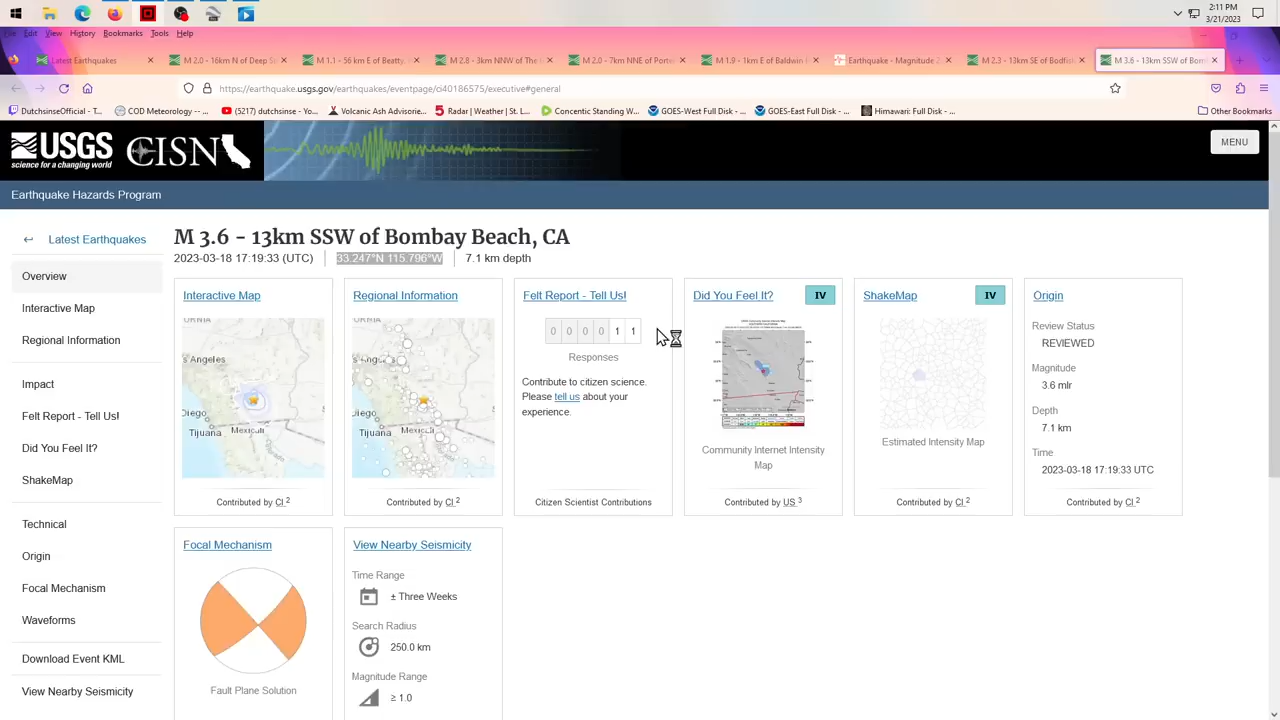 2:11 PM
3/21/2023
File Edit View History Bookmarks Tools Help
Latest Earthquakes
M 2.0 - 16km N of Deep S
M 1.1 - 56 km E of Beatty,
M 2.8 - 3km NNW of The
M 2.0 - 7km NNE of Porte
M 1.9 - 1km E of Baldwin
Earthquake - Magnitude
M 2.3 - 13km SE of Bodfis
M 3.6 - 13km SSW of Bom
https://earthquake.usgs.gov/earthquakes/eventpage/ci40186575/executive#general
DutchsinseOfficial - T...
COD Meteorology -- ...
(5217) dutchsinse - Y...
Volcanic Ash Advisorie...
Radar | Weather | St. L...
Concentric Standing W...
GOES-West Full Disk - ...
GOES-East Full Disk - ...
Himawari: Full Disk - ...
Other Bookmarks
USGS
science for a changing world
CISN
MENU
Earthquake Hazards Program
Latest Earthquakes
Overview
Interactive Map
Regional Information
Impact
Felt Report - Tell Us!
Did You Feel It?
ShakeMap
Technical
Origin
Focal Mechanism
Waveforms
Download Event KML
View Nearby Seismicity
M 3.6 - 13km SSW of Bombay Beach, CA
2023-03-18 17:19:33 (UTC)
33.247°N 115.796°W
7.1 km depth
Interactive Map
ORNIA
s Angeles
Diego
Tijuana
Mexicali
Contributed by CI 2
Regional Information
ORNIA
s Angeles
Diego
Tijuana
Mexicali
Contributed by CI 2
Felt Report - Tell Us!
0 0 0 0 1 1
Responses
Contribute to citizen science.
Please tell us about your
experience.
Citizen Scientist Contributions
Did You Feel It?
IV
Community Internet Intensity
Map
Contributed by US 3
ShakeMap
IV
Estimated Intensity Map
Contributed by CI 2
Origin
Review Status
REVIEWED
Magnitude
3.6 mlr
Depth
7.1 km
Time
2023-03-18 17:19:33 UTC
Contributed by CI 2
Focal Mechanism
Fault Plane Solution
View Nearby Seismicity
Time Range
± Three Weeks
Search Radius
250.0 km
Magnitude Range
≥ 1.0